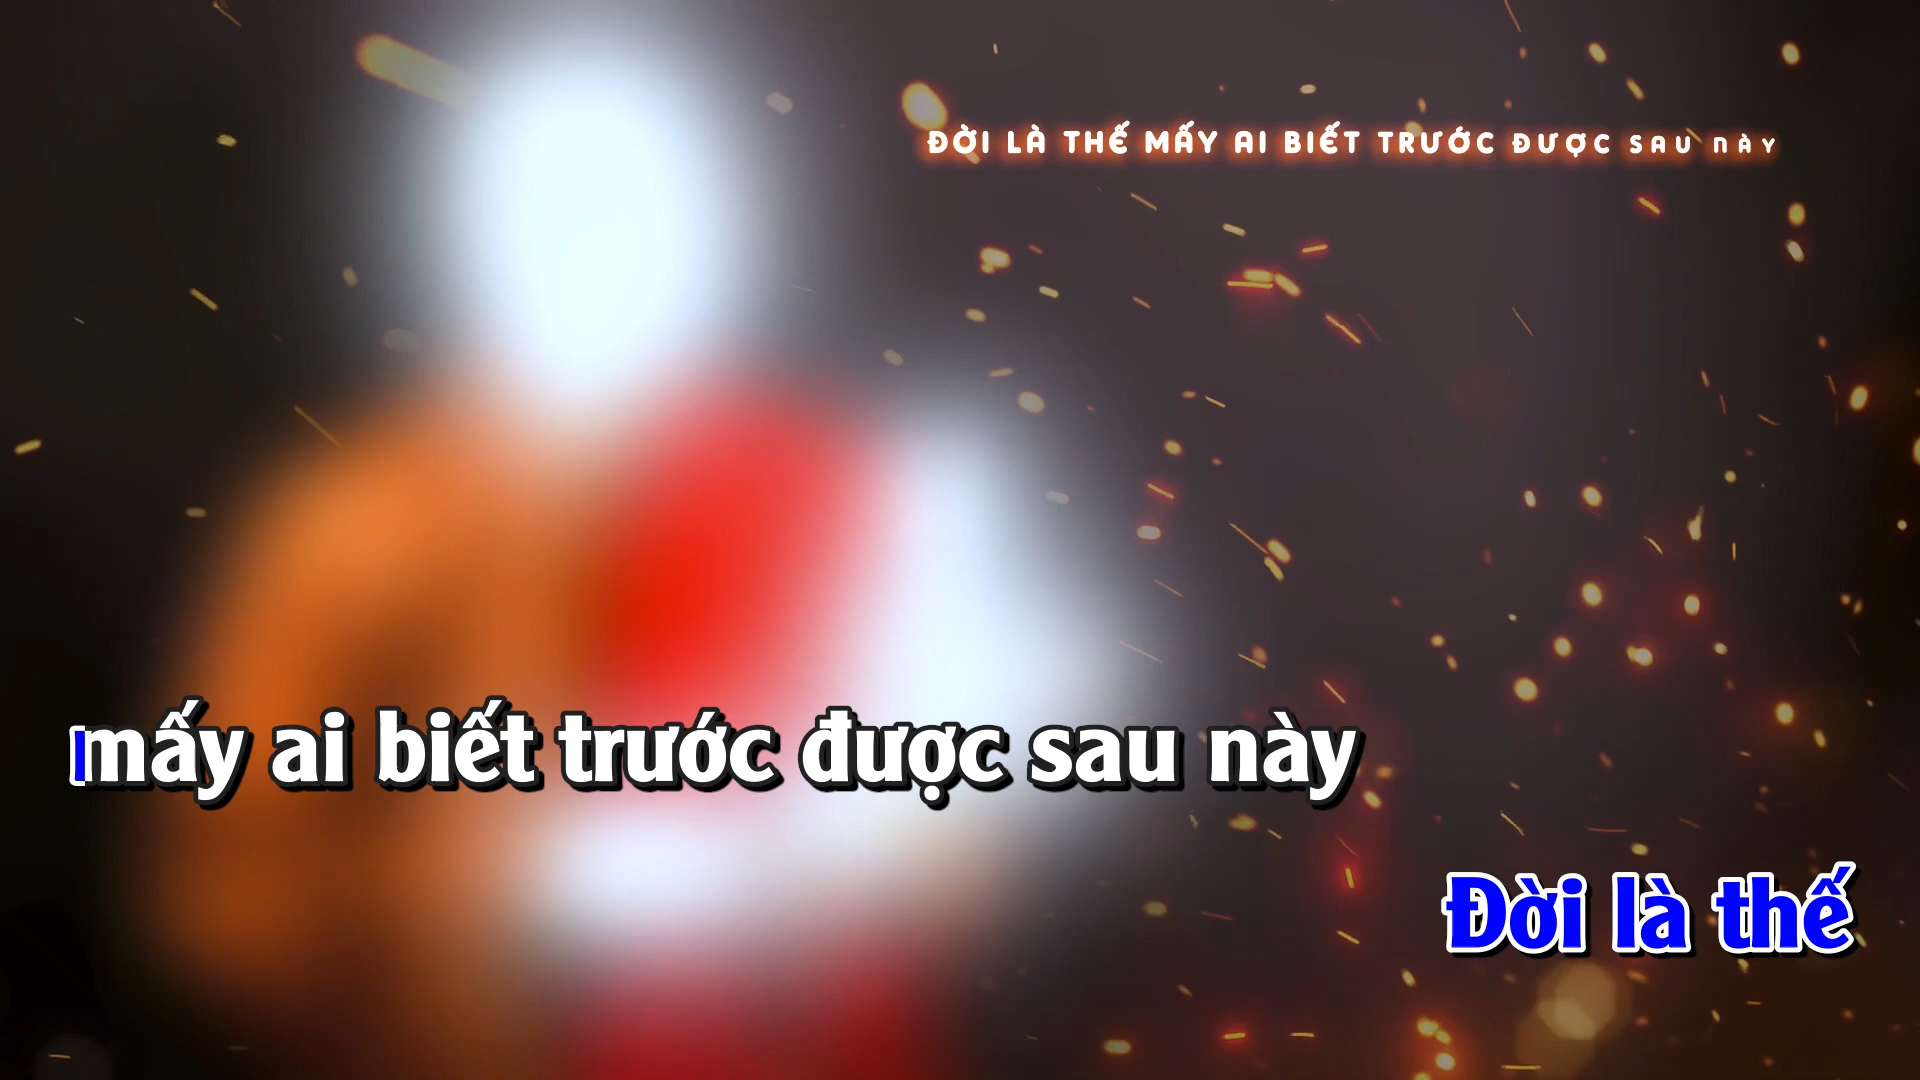 ĐỜI LÀ THẾ MẤY AI BIẾT TRƯỚC ĐƯỢC SAU NÀY
mấy ai biết trước được sau này
Đời là thế